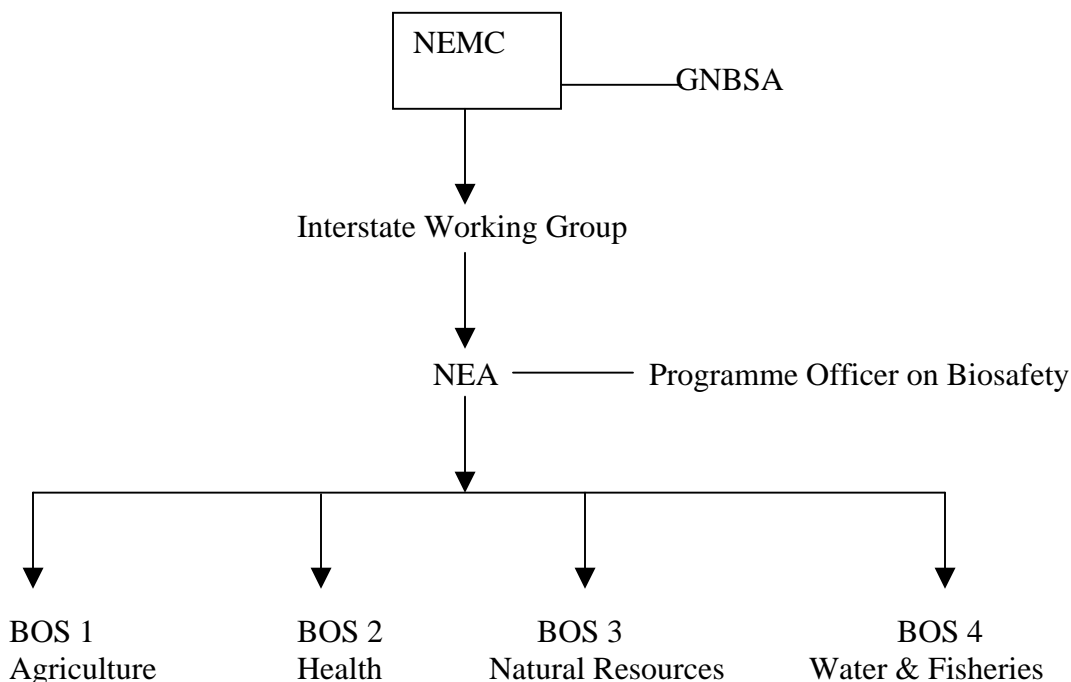 NEMC
GNBSA
Interstate Working Group
NEA
Programme Officer on Biosafety
BOS 1
BOS 2
BOS 3
BOS 4
Agriculture
Health
Natural Resources
Water & Fisheries